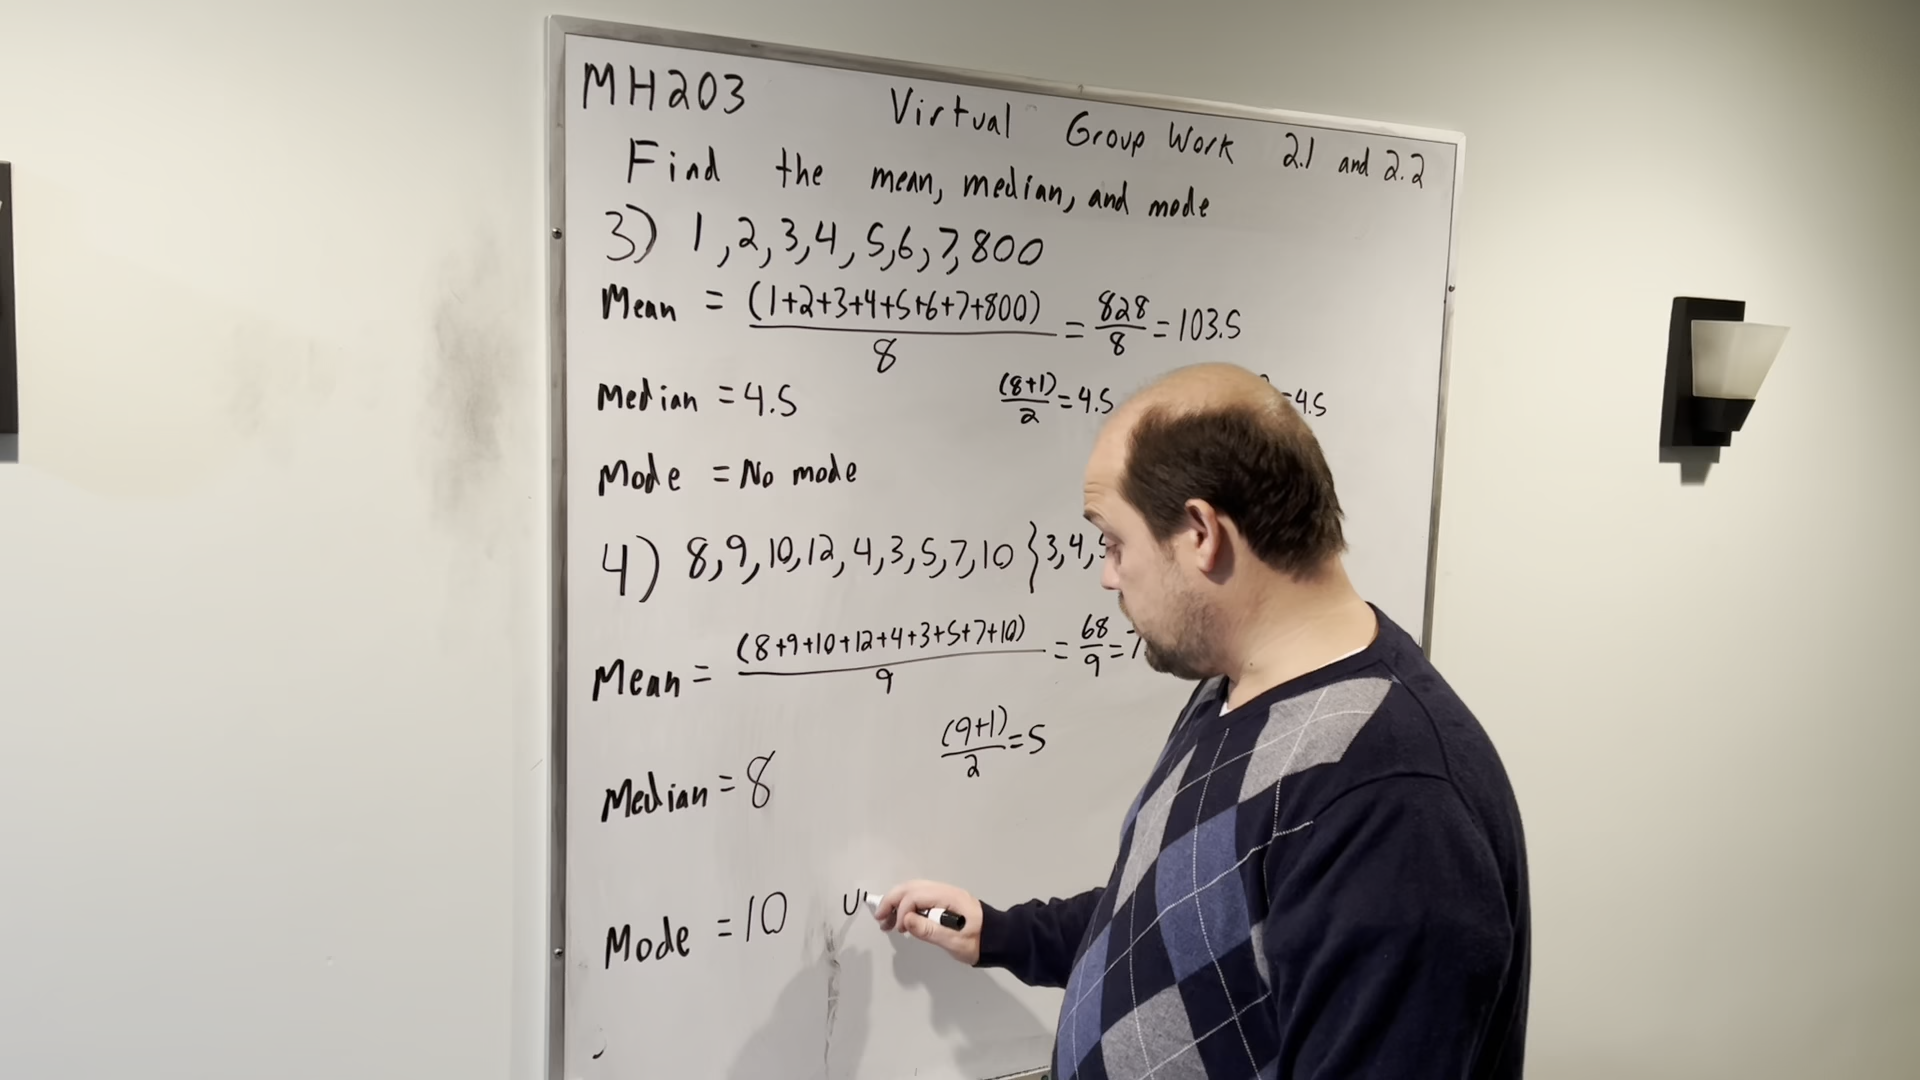 MH203 Virtual Group Work 2.1 and 2.2
Find the mean, median, and mode
3) 1, 2, 3, 4, 5, 6, 7, 800
Mean = (1+2+3+4+5+6+7+800)/8 = 828/8 = 103.5
Median = 4.5 (8+1)/2 = 4.5 =4.5
Mode = No mode
4) 8, 9, 10, 12, 4, 3, 5, 7, 10 } 3, 4, 5
Mean = (8+9+10+12+4+3+5+7+10)/9 = 68/9 = 7
Median = 8 (9+1)/2 = 5
Mode = 10